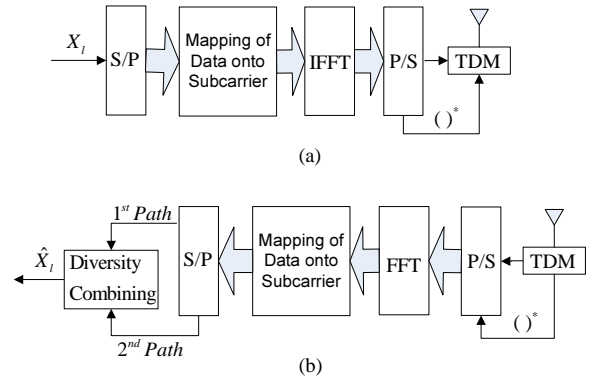 X_l
S/P
Mapping of
Data onto
Subcarrier
IFFT
P/S
TDM
( )*
(a)
1st Path
X̂_l
Diversity
Combining
2nd Path
S/P
Mapping of
Data onto
Subcarrier
FFT
P/S
TDM
( )*
(b)